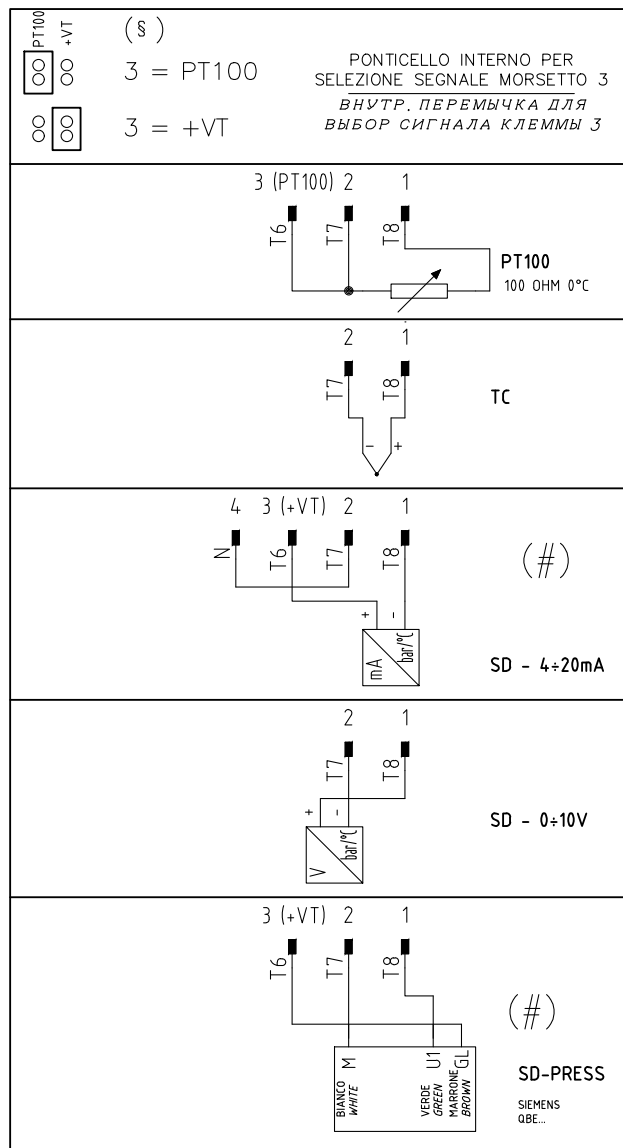 PT100 +VT
(§)
3 = PT100
3 = +VT
PONTICELLO INTERNO PER
SELEZIONE SEGNALE MORSETTO 3
ВНУТР. ПЕРЕМЫЧКА ДЛЯ
ВЫБОР СИГНАЛА КЛЕММЫ 3
3 (PT100) 2 1
T6 T7 T8
PT100
100 OHM 0°C
2 1
T7 T8
TC
- +
4 3 (+VT) 2 1
N T6 T7 T8
(#)
+ -
mA bar/°C
SD - 4÷20mA
2 1
T7 T8
+ -
V bar/°C
SD - 0÷10V
3 (+VT) 2 1
T6 T7 T8
(#)
M U1 GL
BIANCO VERDE MARRONE
WHITE GREEN BROWN
SD-PRESS
SIEMENS
QBE...